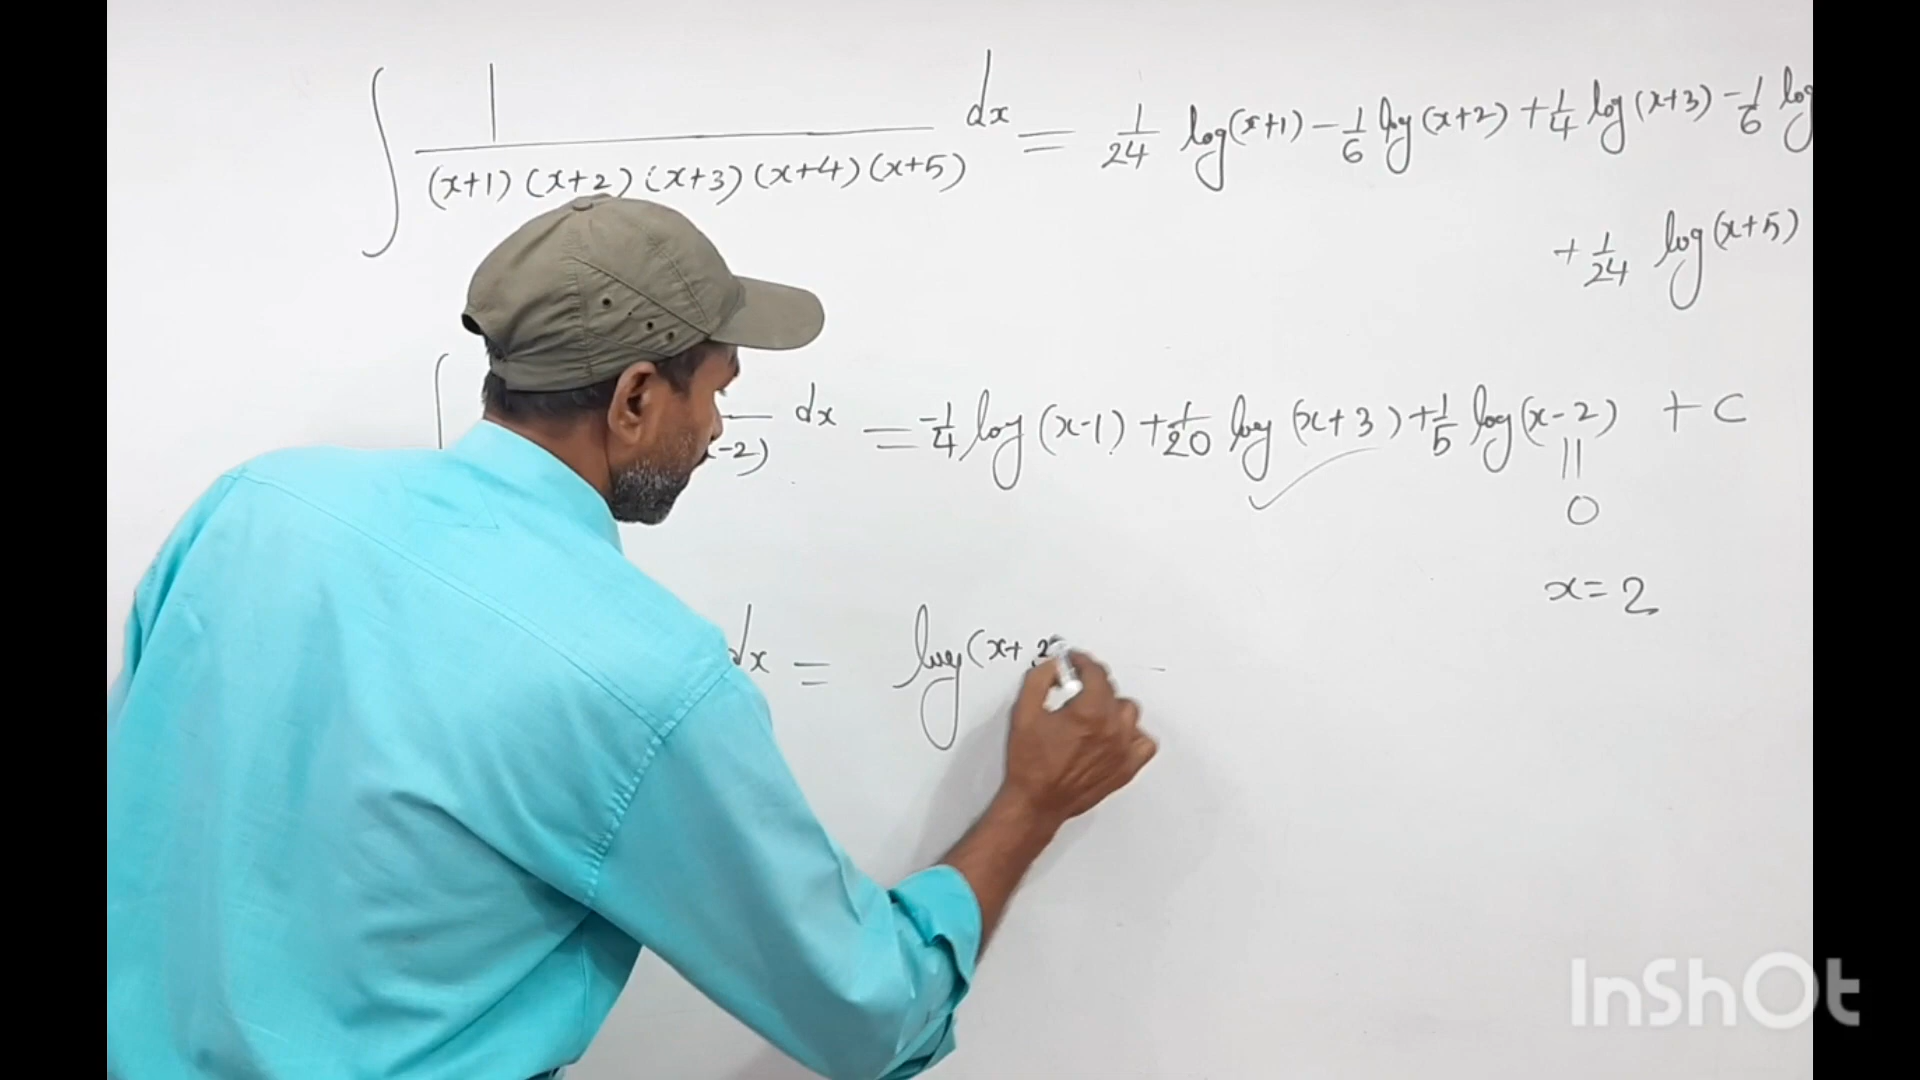 ∫ 1/((x+1)(x+2)(x+3)(x+4)(x+5)) dx = 1/24 log(x+1) - 1/6 log(x+2) + 1/4 log(x+3) - 1/6 log
+ 1/24 log(x+5)
∫ -2) dx = -1/4 log(x-1) + 1/20 log(x+3) + 1/5 log(x-2) + C
||
0
x = 2
dx = log(x+
InShOt